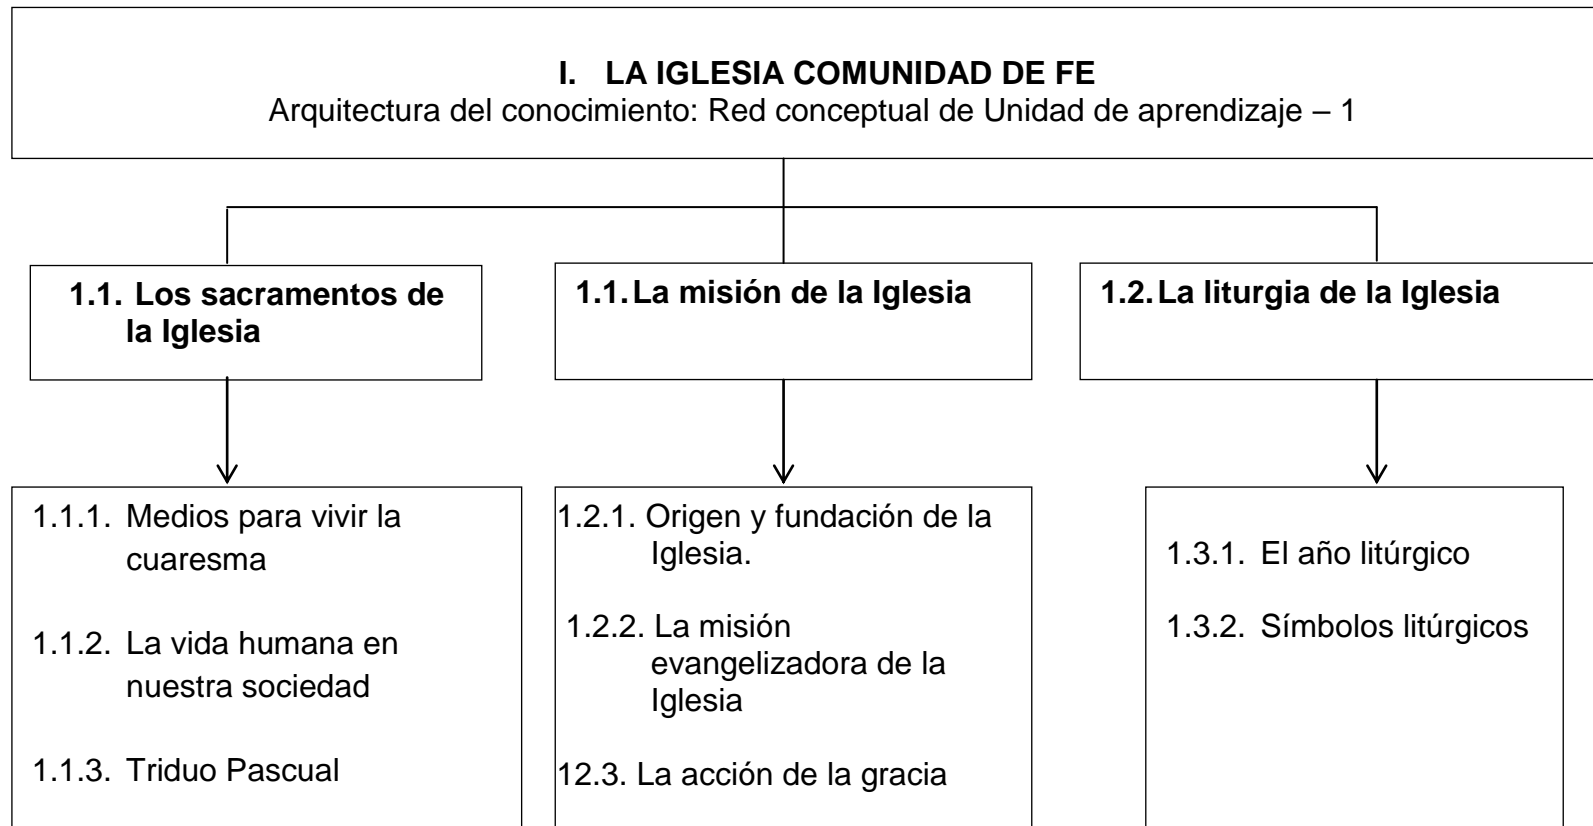 I. LA IGLESIA COMUNIDAD DE FE
Arquitectura del conocimiento: Red conceptual de Unidad de aprendizaje – 1
1.1. Los sacramentos de
la Iglesia
1.1. La misión de la Iglesia
1.2. La liturgia de la Iglesia
1.1.1. Medios para vivir la
cuaresma
1.1.2. La vida humana en
nuestra sociedad
1.1.3. Triduo Pascual
1.2.1. Origen y fundación de la
Iglesia.
1.2.2. La misión
evangelizadora de la
Iglesia
12.3. La acción de la gracia
1.3.1. El año litúrgico
1.3.2. Símbolos litúrgicos